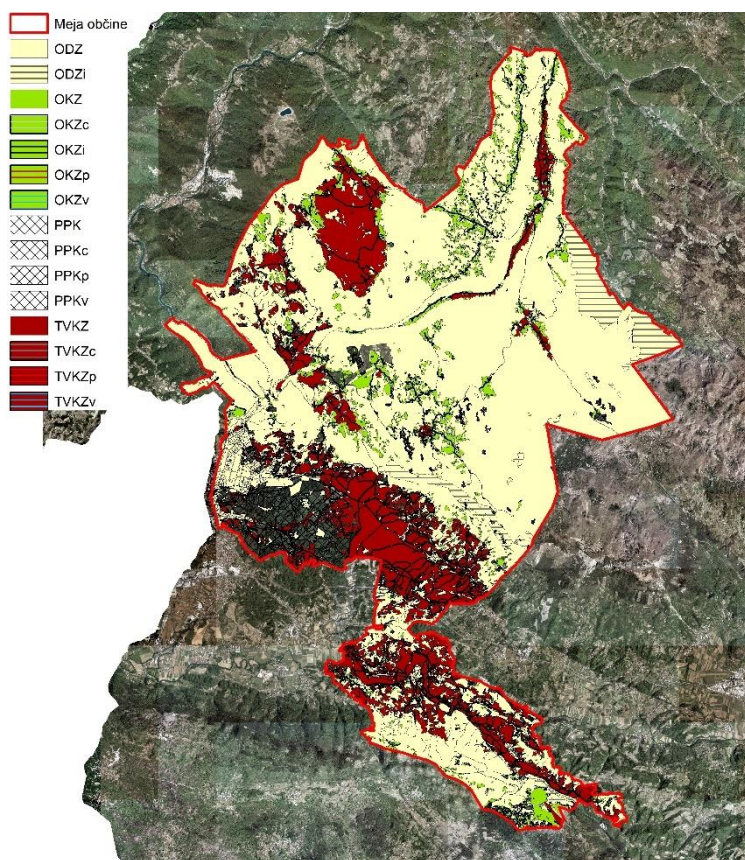 Meja občine
ODZ
ODZi
OKZ
OKZc
OKZi
OKZp
OKZv
PPK
PPKc
PPKp
PPKv
TVKZ
TVKZc
TVKZp
TVKZv